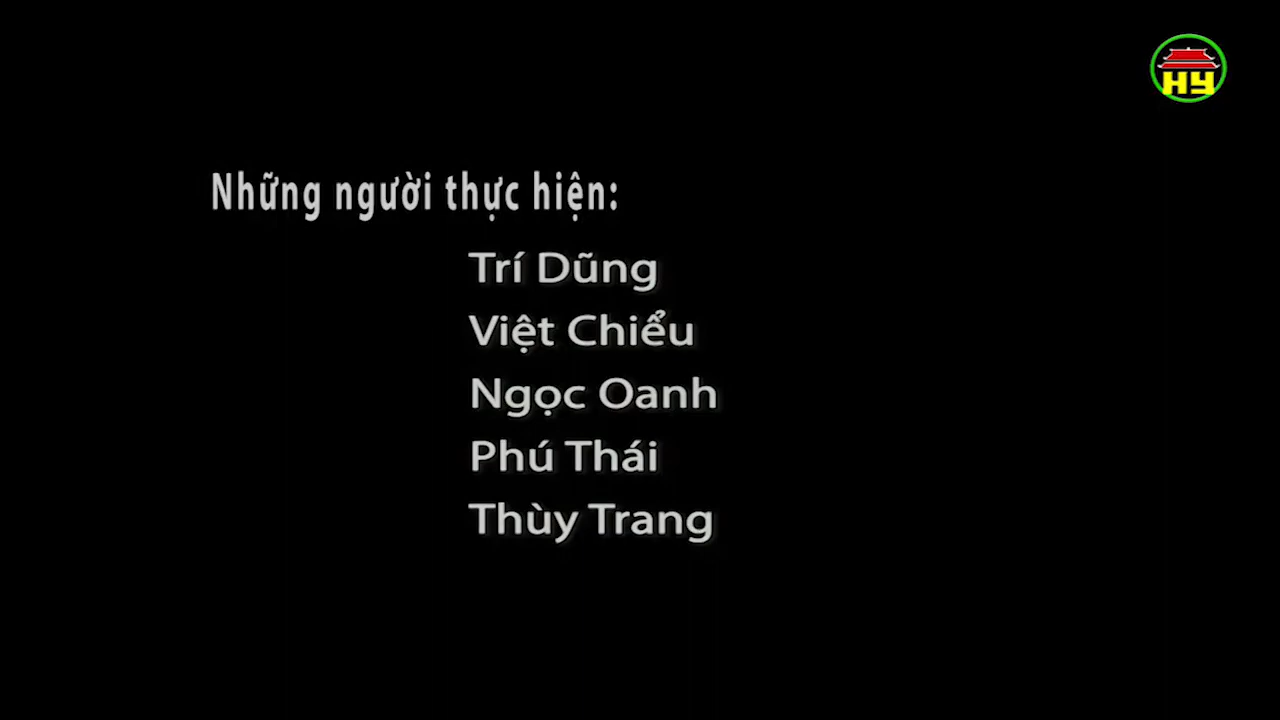 HY
Những người thực hiện:
Trí Dũng
Việt Chiểu
Ngọc Oanh
Phú Thái
Thùy Trang